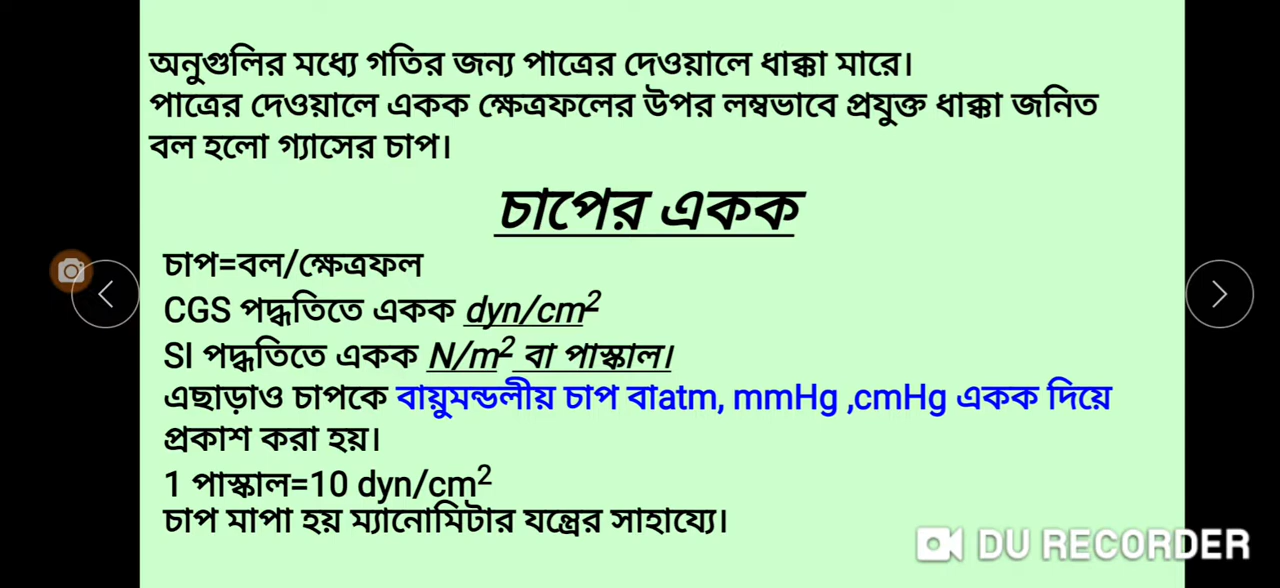 অনুগুলির মধ্যে গতির জন্য পাত্রের দেওয়ালে ধাক্কা মারে।
পাত্রের দেওয়ালে একক ক্ষেত্রফলের উপর লম্বভাবে প্রযুক্ত ধাক্কা জনিত
বল হলো গ্যাসের চাপ।
চাপের একক
চাপ=বল/ক্ষেত্রফল
CGS পদ্ধতিতে একক dyn/cm²
SI পদ্ধতিতে একক N/m² বা পাস্কাল।
এছাড়াও চাপকে বায়ুমন্ডলীয় চাপ বাatm, mmHg ,cmHg একক দিয়ে
প্রকাশ করা হয়।
1 পাস্কাল=10 dyn/cm²
চাপ মাপা হয় ম্যানোমিটার যন্ত্রের সাহায্যে।
DU RECORDER